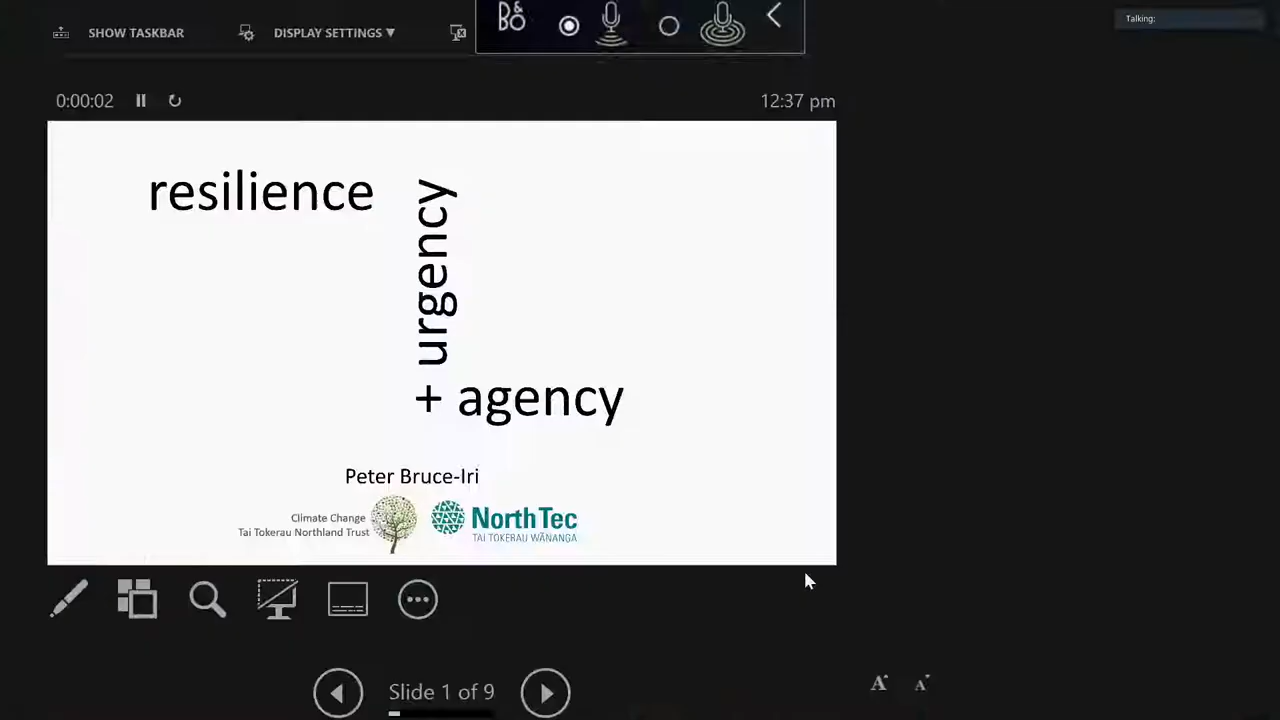 SHOW TASKBAR
DISPLAY SETTINGS ▼
B&O
Talking:
0:00:02
12:37 pm
resilience
urgency
+ agency
Peter Bruce-Iri
Climate Change
Tai Tokerau Northland Trust
NorthTec
TAI TOKERAU WĀNANGA
Slide 1 of 9
A A